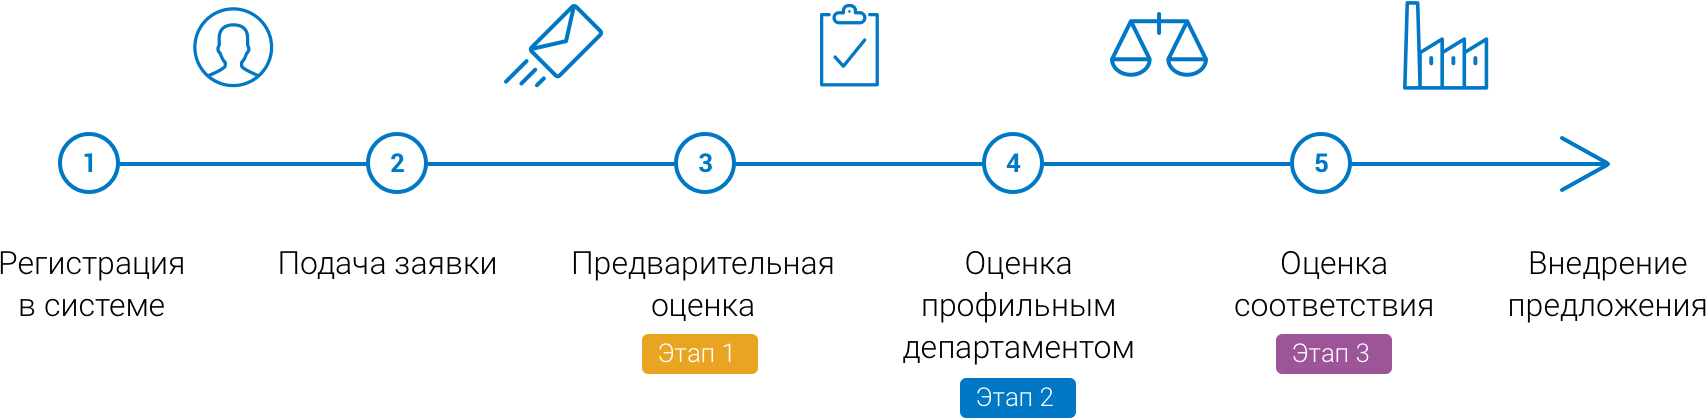 1
2
3
4
5
Регистрация
в системе
Подача заявки
Предварительная
оценка
Этап 1
Оценка
профильным
департаментом
Этап 2
Оценка
соответствия
Этап 3
Внедрение
предложения